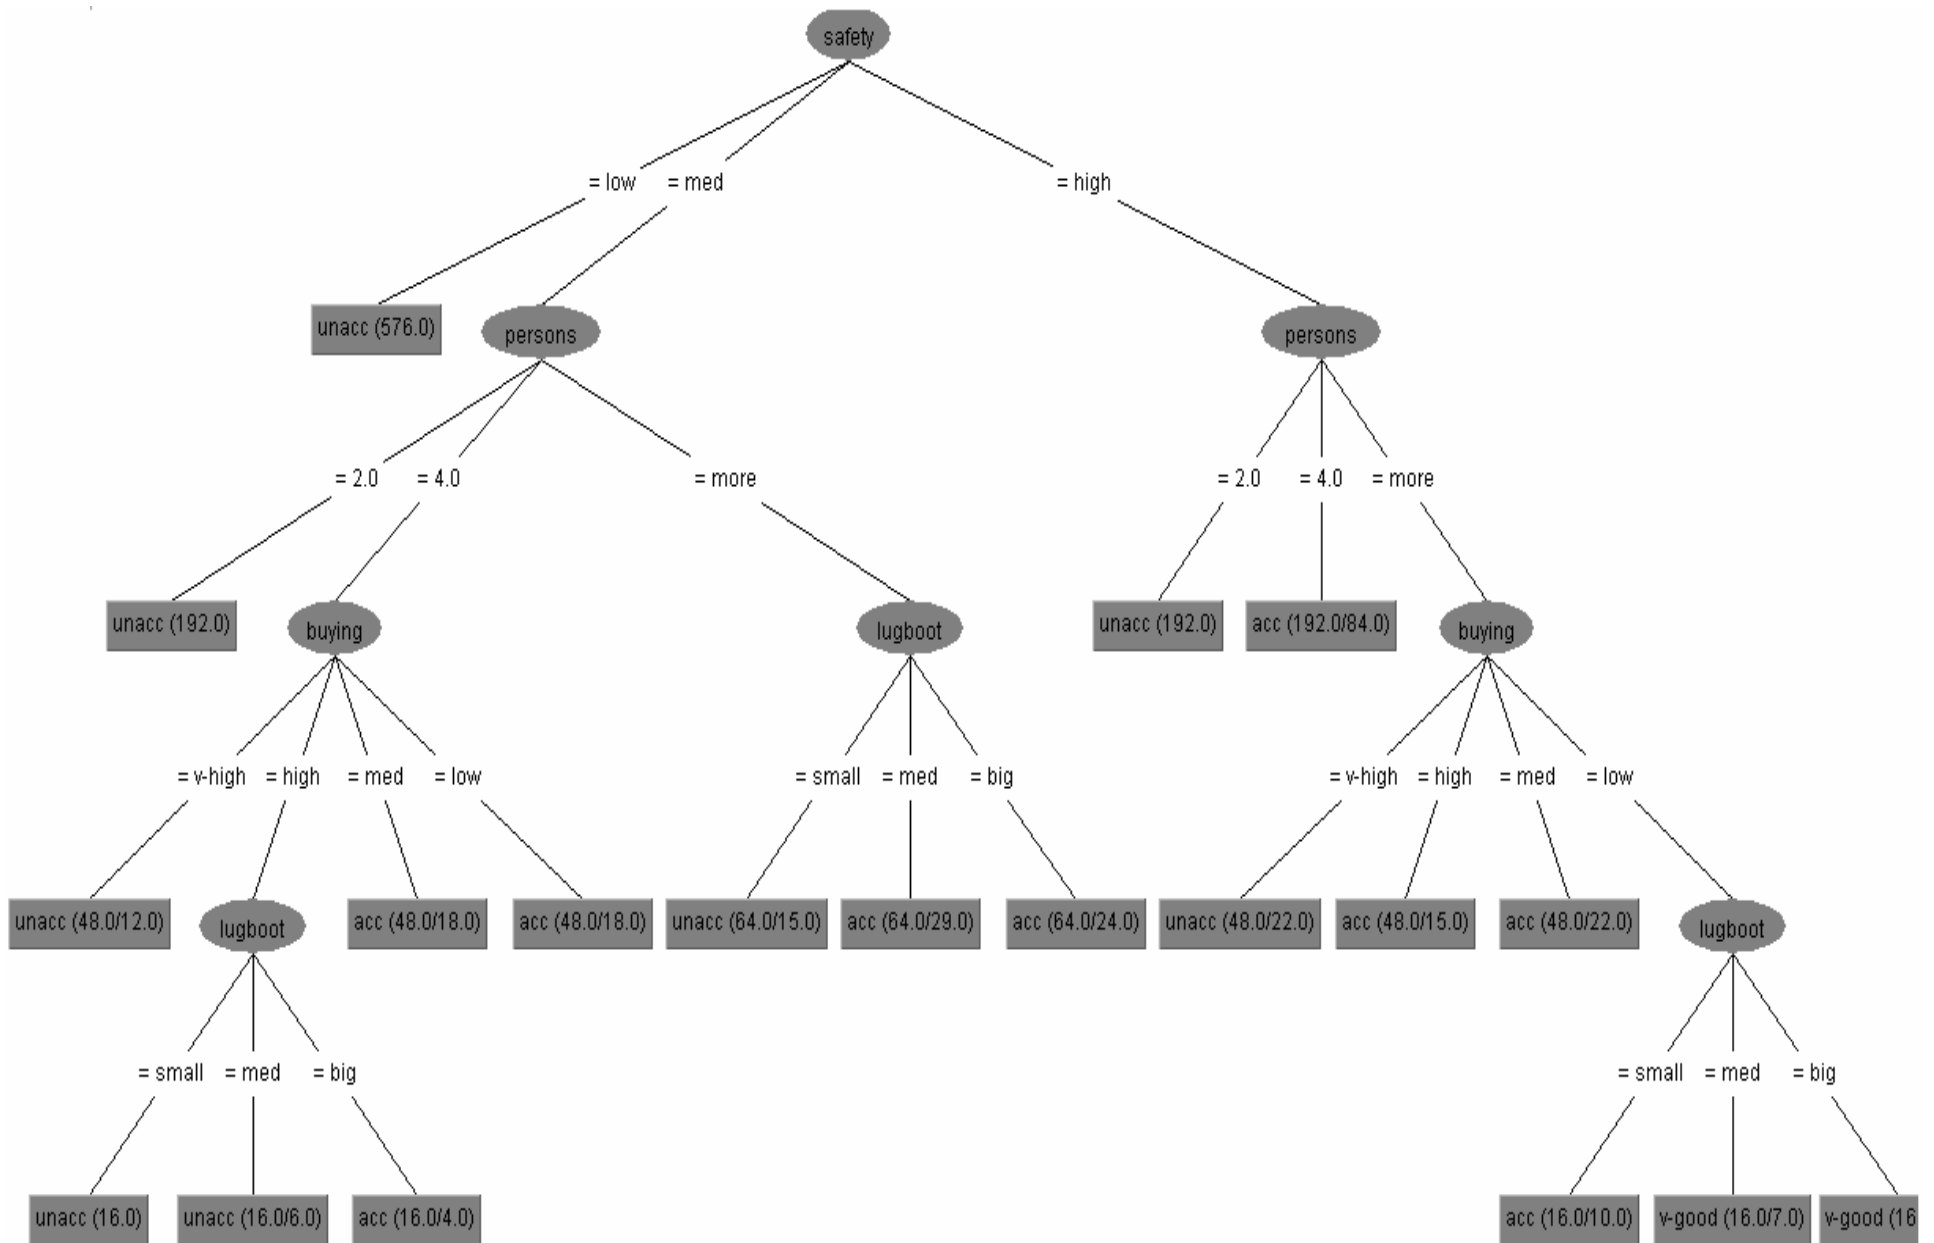 safety
= low
= med
= high
unacc (576.0)
persons
persons
= 2.0
= 4.0
= more
= 2.0
= 4.0
= more
unacc (192.0)
buying
lugboot
unacc (192.0)
acc (192.0/84.0)
buying
= v-high
= high
= med
= low
= small
= med
= big
= v-high
= high
= med
= low
unacc (48.0/12.0)
lugboot
acc (48.0/18.0)
acc (48.0/18.0)
unacc (64.0/15.0)
acc (64.0/29.0)
acc (64.0/24.0)
unacc (48.0/22.0)
acc (48.0/15.0)
acc (48.0/22.0)
lugboot
= small
= med
= big
= small
= med
= big
unacc (16.0)
unacc (16.0/6.0)
acc (16.0/4.0)
acc (16.0/10.0)
v-good (16.0/7.0)
v-good (16